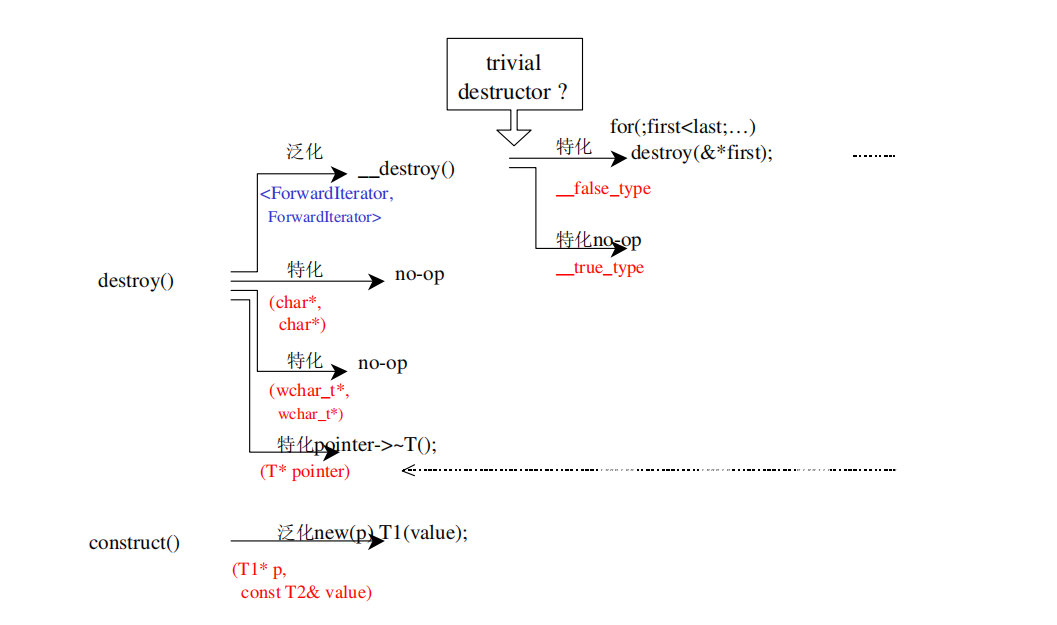 trivial
destructor ?
for(;first<last;…)
特化
destroy(&*first);
__false_type
特化no-op
__true_type
泛化
__destroy()
<ForwardIterator,
ForwardIterator>
destroy()
特化
no-op
(char*,
char*)
特化
no-op
(wchar_t*,
wchar_t*)
特化pointer->~T();
(T* pointer)
construct()
泛化new(p) T1(value);
(T1* p,
const T2& value)